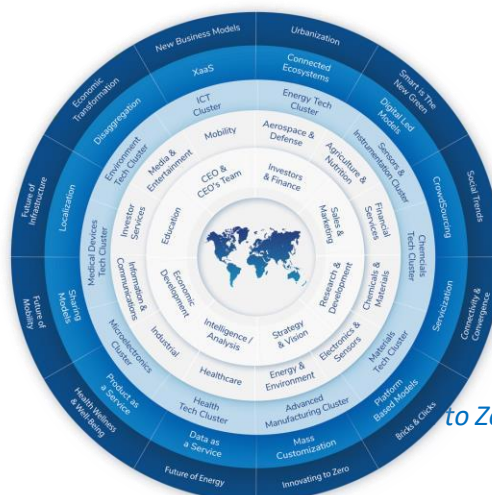 New Business Models
Urbanization
Smart is The
New Green
Social Trends
Connectivity &
Convergence
Bricks & Clicks
Innovating to Zero
Future of Energy
Health Wellness
& Well-Being
Future of
Mobility
Future of
Infrastructure
Economic
Transformation
XaaS
Connected
Ecosystems
Digital Led
Models
CrowdSourcing
Servicization
Platform
Based Models
Mass
Customization
Data as
a Service
Product as
a Service
Sharing
Models
Localization
Disaggregation
ICT
Cluster
Energy Tech
Cluster
Sensors &
Instrumentation Cluster
Chemcials
Tech Cluster
Materials
Tech Cluster
Advanced
Manufacturing Cluster
Health
Tech Cluster
Microelectronics
Cluster
Medical Devices
Tech Cluster
Environment
Tech Cluster
Mobility
Aerospace &
Defense
Agriculture &
Nutrition
Financial
Services
Chemicals &
Materials
Electronics &
Sensors
Energy &
Environment
Healthcare
Industrial
Information &
Communications
Investor
Services
Media &
Entertainment
CEO &
CEO's Team
Investors
& Finance
Sales &
Marketing
Research &
Development
Strategy
& Vision
Intelligence /
Analysis
Economic
Development
Education
to Ze